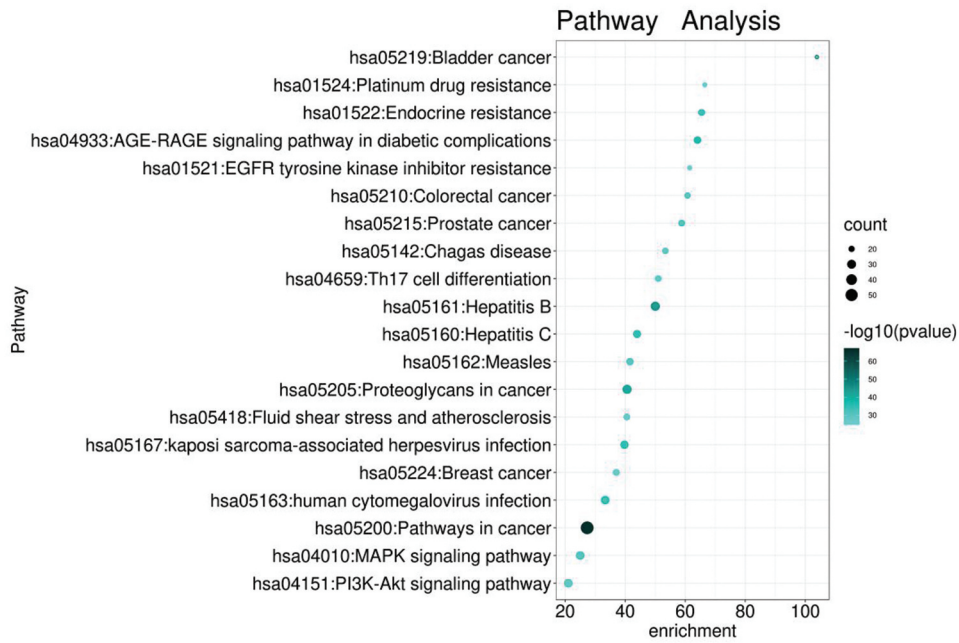 Pathway Analysis
hsa05219:Bladder cancer
hsa01524:Platinum drug resistance
hsa01522:Endocrine resistance
hsa04933:AGE-RAGE signaling pathway in diabetic complications
hsa01521:EGFR tyrosine kinase inhibitor resistance
hsa05210:Colorectal cancer
hsa05215:Prostate cancer
hsa05142:Chagas disease
hsa04659:Th17 cell differentiation
hsa05161:Hepatitis B
hsa05160:Hepatitis C
hsa05162:Measles
hsa05205:Proteoglycans in cancer
hsa05418:Fluid shear stress and atherosclerosis
hsa05167:kaposi sarcoma-associated herpesvirus infection
hsa05224:Breast cancer
hsa05163:human cytomegalovirus infection
hsa05200:Pathways in cancer
hsa04010:MAPK signaling pathway
hsa04151:PI3K-Akt signaling pathway
Pathway
20 40 60 80 100
enrichment
count
20
30
40
50
-log10(pvalue)
60
50
40
30